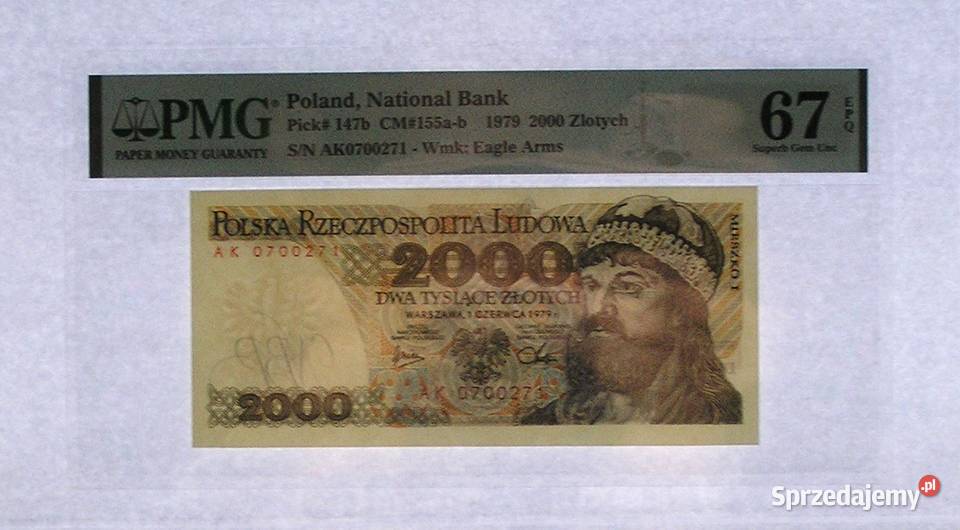 PMG
PAPER MONEY GUARANTY
Poland, National Bank
Pick# 147b CM#155a-b 1979 2000 Zlotych
S/N AK0700271 - Wmk: Eagle Arms
67
EPQ
Superb Gem Unc
POLSKA RZECZPOSPOLITA LUDOWA
AK 0700271
2000
DWA TYSIĄCE ZŁOTYCH
WARSZAWA, 1 CZERWCA 1979 r.
MIESZKO I
AK 0700271
2000
Sprzedajemy.pl